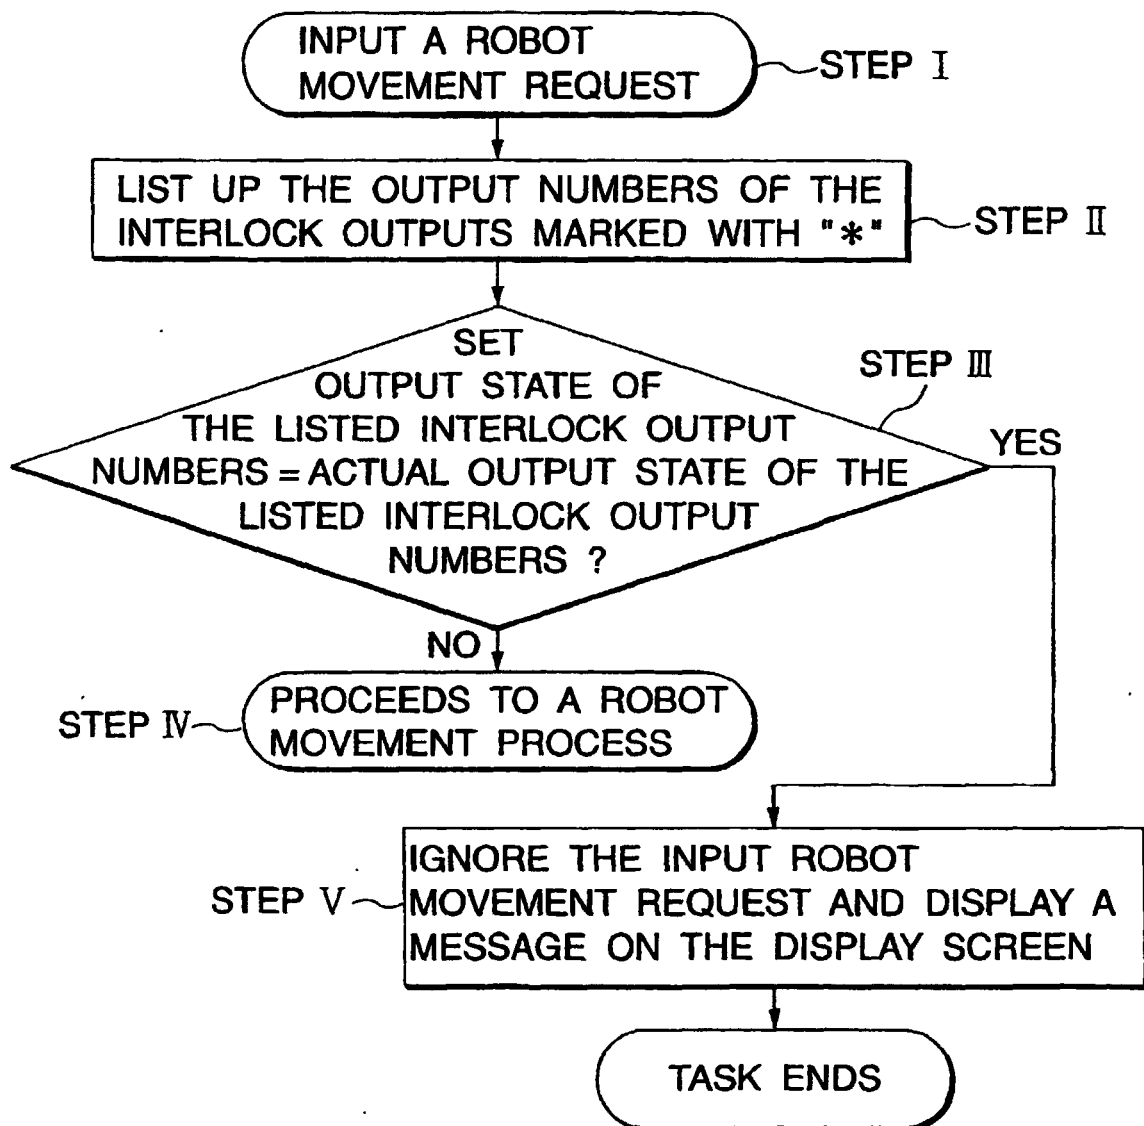 INPUT A ROBOT
MOVEMENT REQUEST
STEP I
LIST UP THE OUTPUT NUMBERS OF THE
INTERLOCK OUTPUTS MARKED WITH "*"
STEP II
SET
OUTPUT STATE OF
THE LISTED INTERLOCK OUTPUT
NUMBERS = ACTUAL OUTPUT STATE OF THE
LISTED INTERLOCK OUTPUT
NUMBERS ?
STEP III
YES
NO
PROCEEDS TO A ROBOT
MOVEMENT PROCESS
STEP IV
IGNORE THE INPUT ROBOT
MOVEMENT REQUEST AND DISPLAY A
MESSAGE ON THE DISPLAY SCREEN
STEP V
TASK ENDS